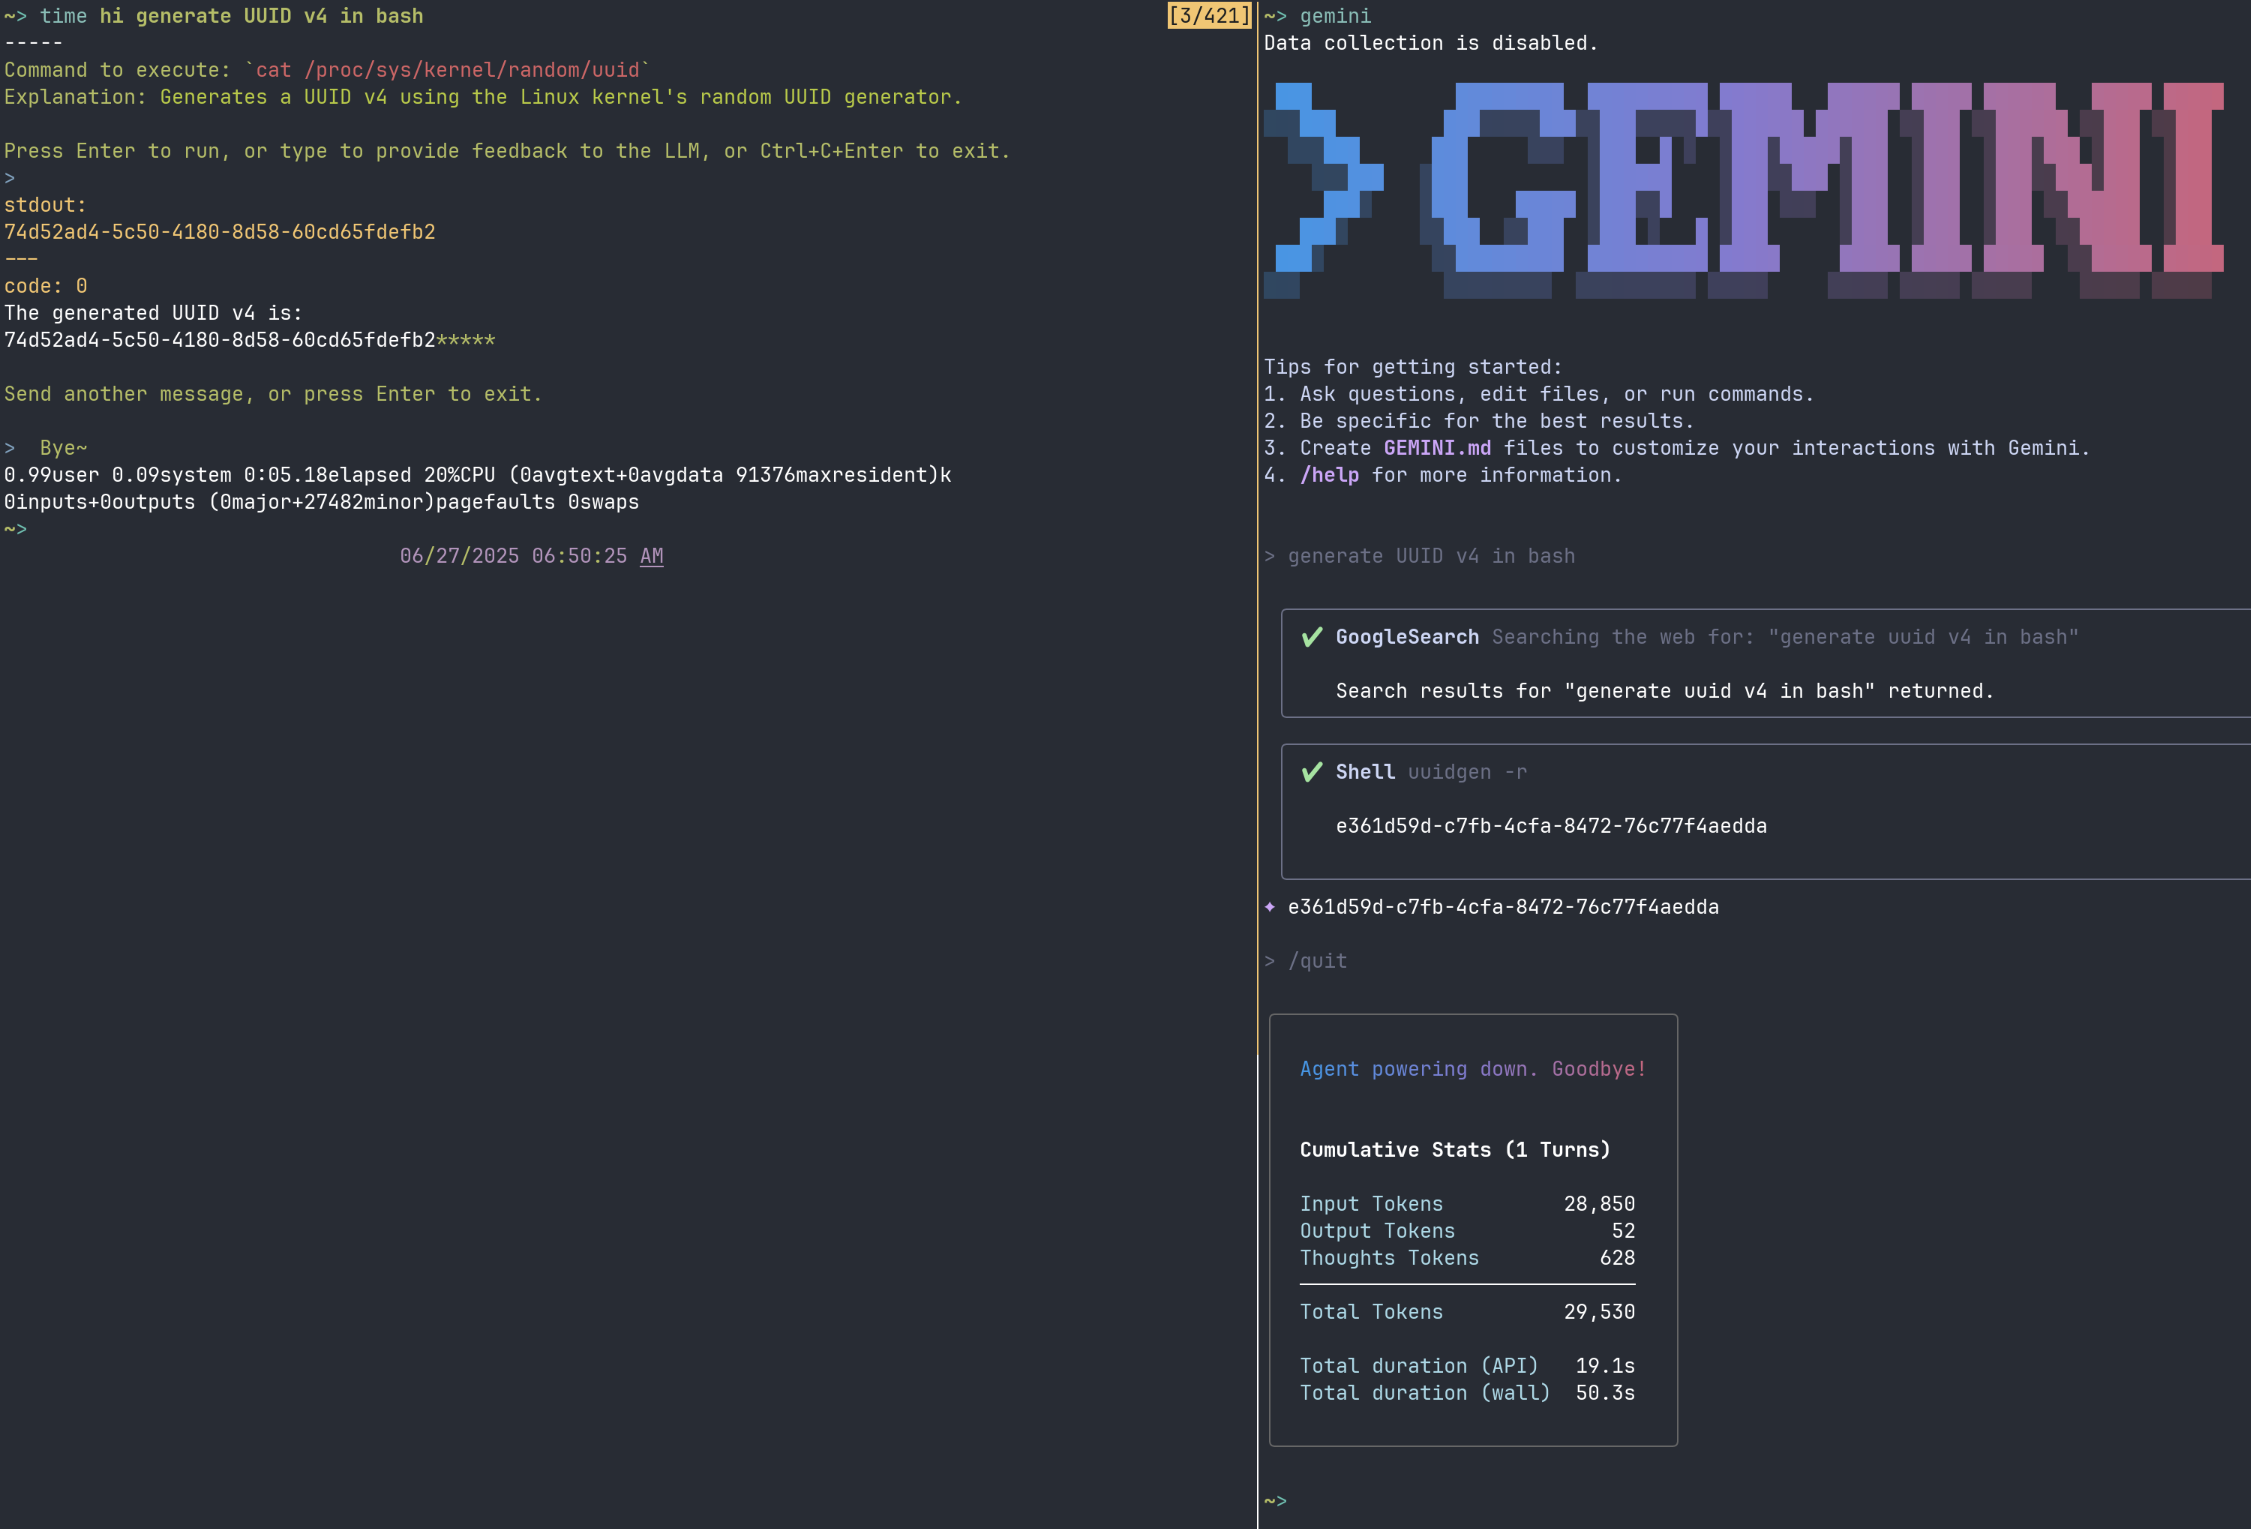 ~> time hi generate UUID v4 in bash
[3/421]
-----
Command to execute: `cat /proc/sys/kernel/random/uuid`
Explanation: Generates a UUID v4 using the Linux kernel's random UUID generator.
Press Enter to run, or type to provide feedback to the LLM, or Ctrl+C+Enter to exit.
>
stdout:
74d52ad4-5c50-4180-8d58-60cd65fdefb2
---
code: 0
The generated UUID v4 is:
74d52ad4-5c50-4180-8d58-60cd65fdefb2*****
Send another message, or press Enter to exit.
>  Bye~
0.99user 0.09system 0:05.18elapsed 20%CPU (0avgtext+0avgdata 91376maxresident)k
0inputs+0outputs (0major+27482minor)pagefaults 0swaps
~>
06/27/2025 06:50:25 AM
~> gemini
Data collection is disabled.
> GEMINI
Tips for getting started:
1. Ask questions, edit files, or run commands.
2. Be specific for the best results.
3. Create GEMINI.md files to customize your interactions with Gemini.
4. /help for more information.
> generate UUID v4 in bash
✔ GoogleSearch Searching the web for: "generate uuid v4 in bash"
Search results for "generate uuid v4 in bash" returned.
✔ Shell uuidgen -r
e361d59d-c7fb-4cfa-8472-76c77f4aedda
✦ e361d59d-c7fb-4cfa-8472-76c77f4aedda
> /quit
Agent powering down. Goodbye!
Cumulative Stats (1 Turns)
Input Tokens 28,850
Output Tokens 52
Thoughts Tokens 628
Total Tokens 29,530
Total duration (API) 19.1s
Total duration (wall) 50.3s
~>